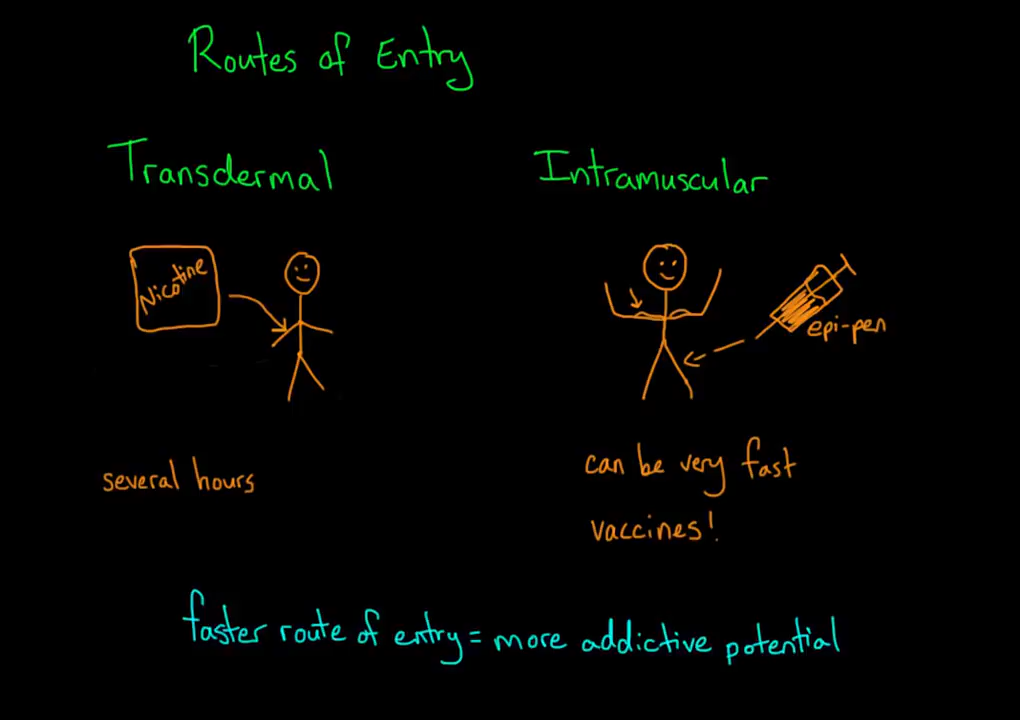 Routes of Entry
Transdermal
Intramuscular
Nicotine
epi-pen
several hours
can be very fast
vaccines!
faster route of entry = more addictive potential